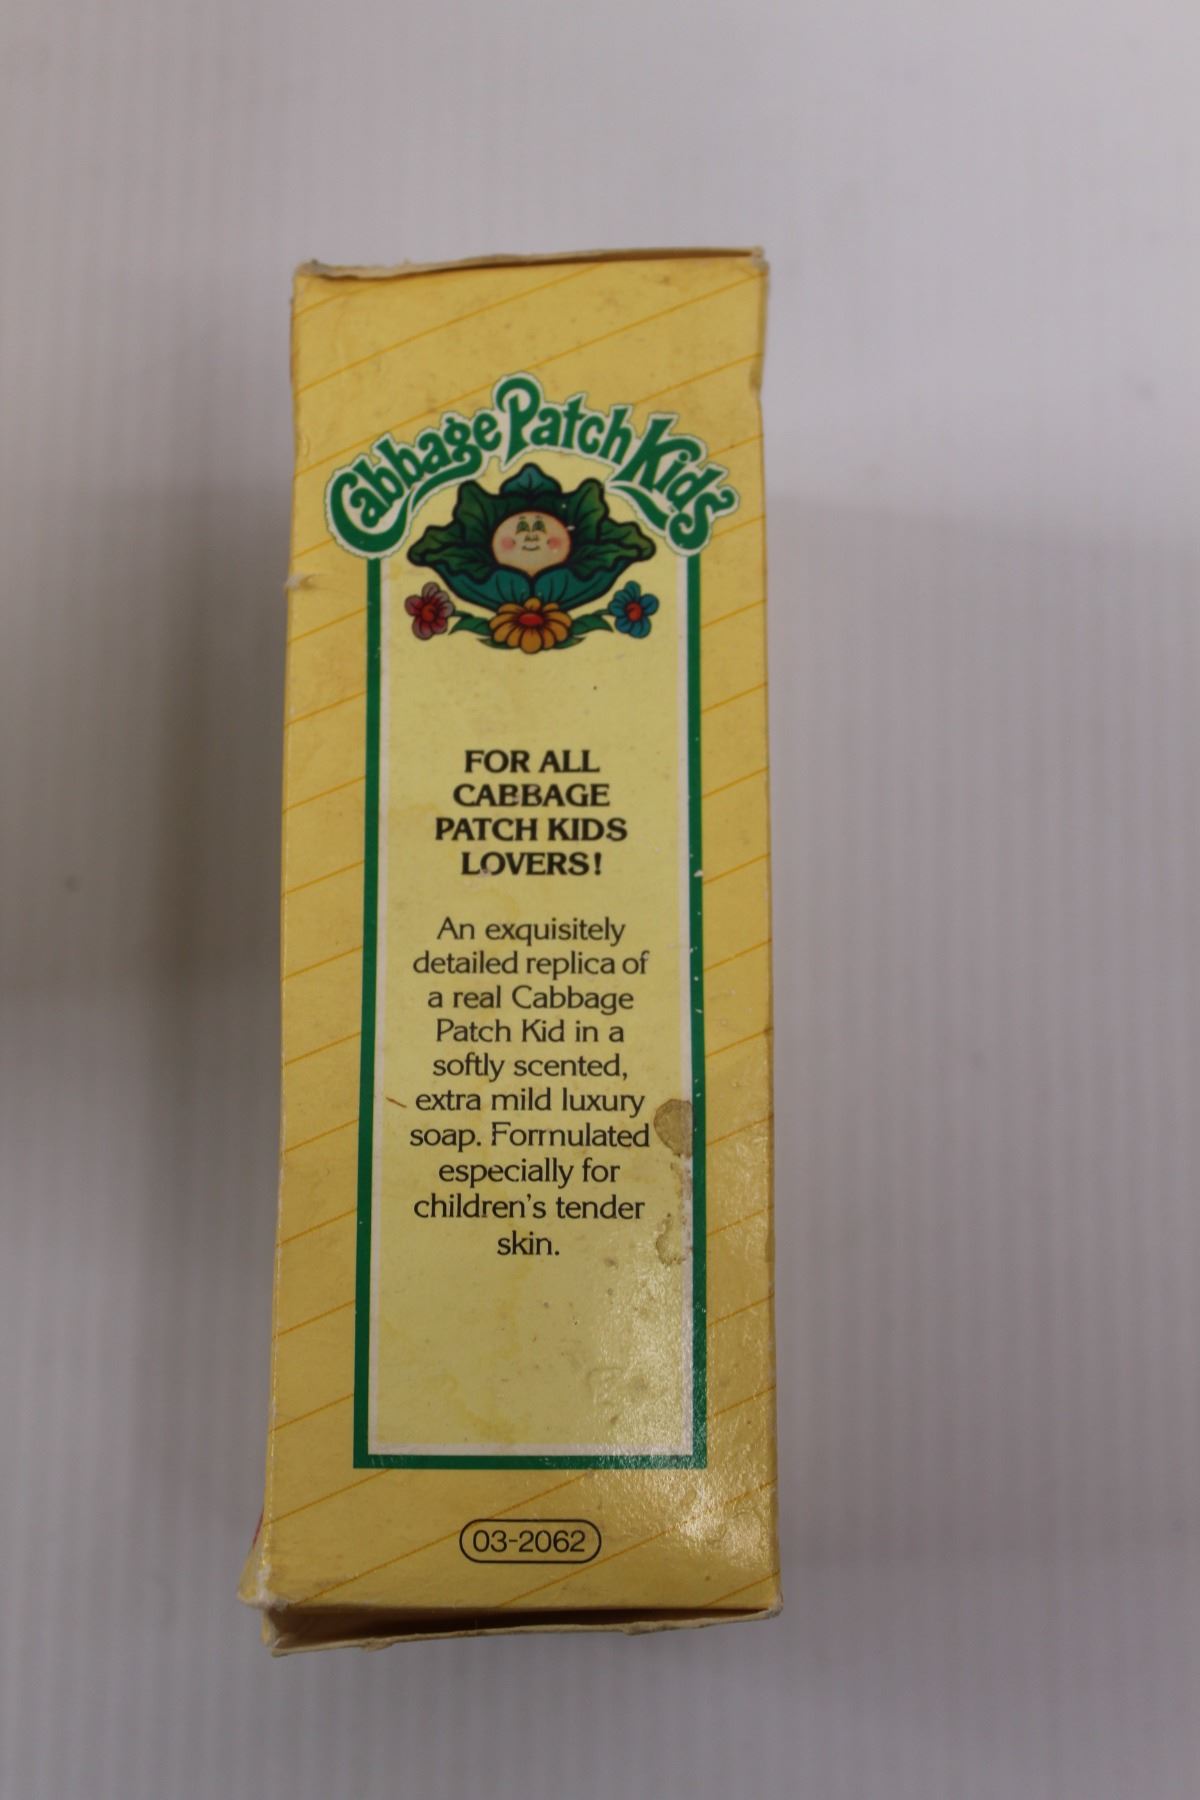 Cabbage Patch Kids
FOR ALL
CABBAGE
PATCH KIDS
LOVERS!
An exquisitely
detailed replica of
a real Cabbage
Patch Kid in a
softly scented,
extra mild luxury
soap. Formulated
especially for
children's tender
skin.
03-2062